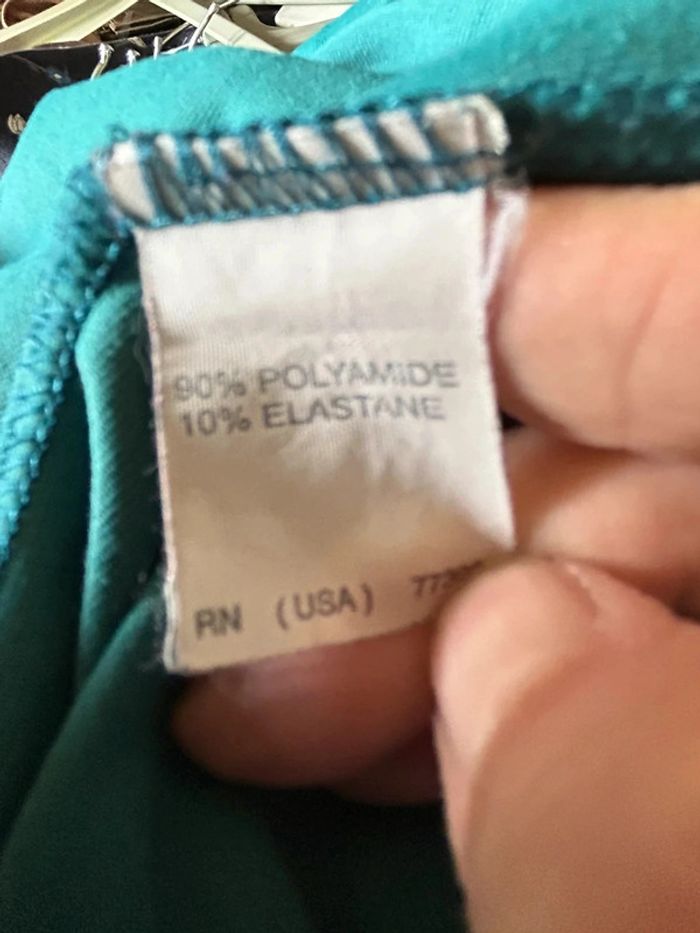 90% POLYAMIDE
10% ELASTANE
RN (USA)